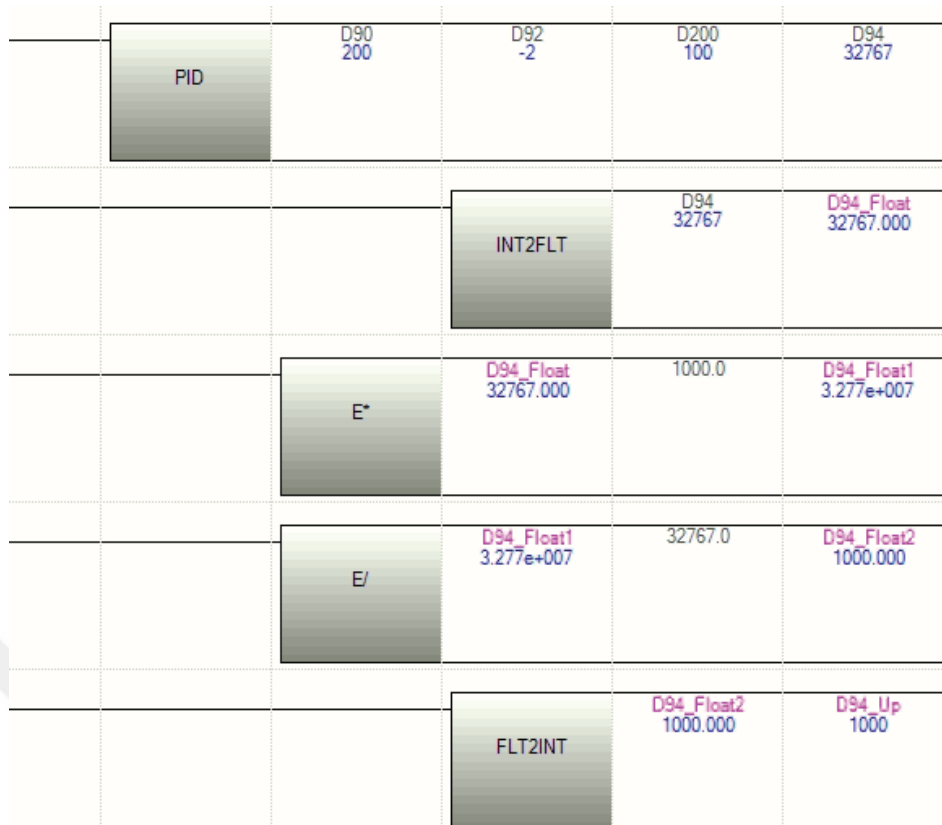 D90 D92 D200 D94
200 -2 100 32767
PID
D94 D94_Float
32767 32767.000
INT2FLT
D94_Float 1000.0 D94_Float1
32767.000 3.277e+007
E*
D94_Float1 32767.0 D94_Float2
3.277e+007 1000.000
E/
D94_Float2 D94_Up
1000.000 1000
FLT2INT